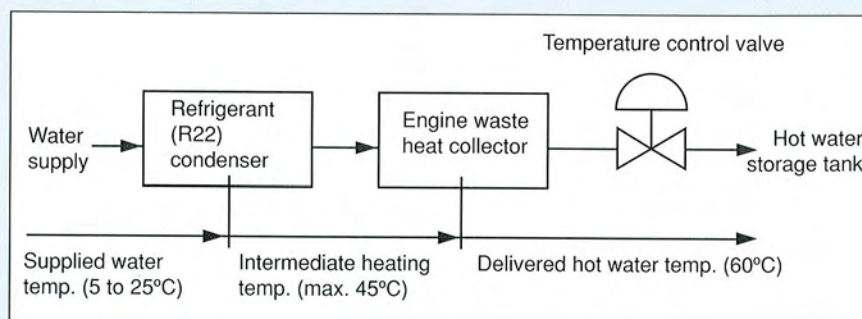 Temperature control valve
Water
supply
Refrigerant
(R22)
condenser
Engine waste
heat collector
Hot water
storage tank
Supplied water
temp. (5 to 25ºC)
Intermediate heating
temp. (max. 45ºC)
Delivered hot water temp. (60ºC)